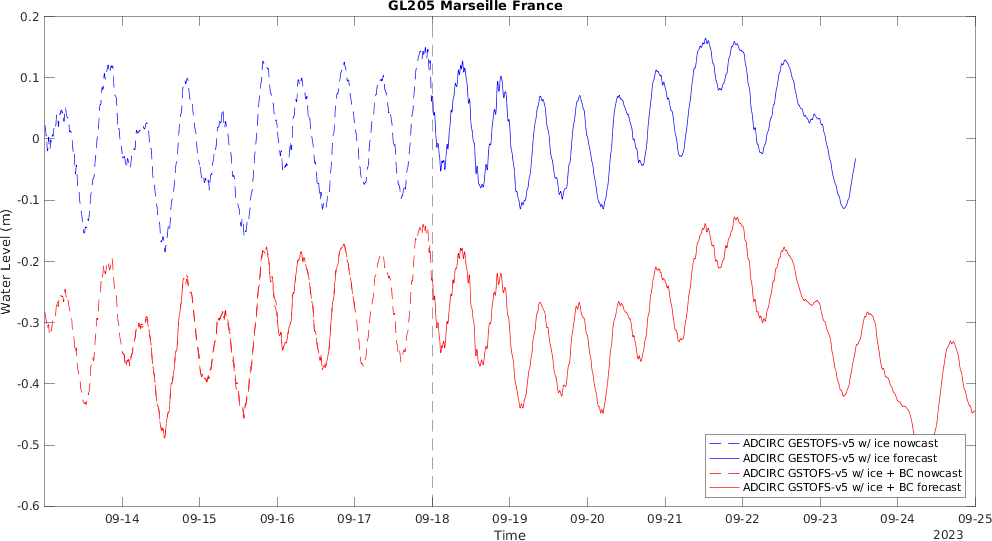 GL205 Marseille France
Water Level (m)
0.2
0.1
0
-0.1
-0.2
-0.3
-0.4
-0.5
-0.6
ADCIRC GESTOFS-v5 w/ ice nowcast
ADCIRC GESTOFS-v5 w/ ice forecast
ADCIRC GSTOFS-v5 w/ ice + BC nowcast
ADCIRC GSTOFS-v5 w/ ice + BC forecast
09-14 09-15 09-16 09-17 09-18 09-19 09-20 09-21 09-22 09-23 09-24 09-25
Time
2023